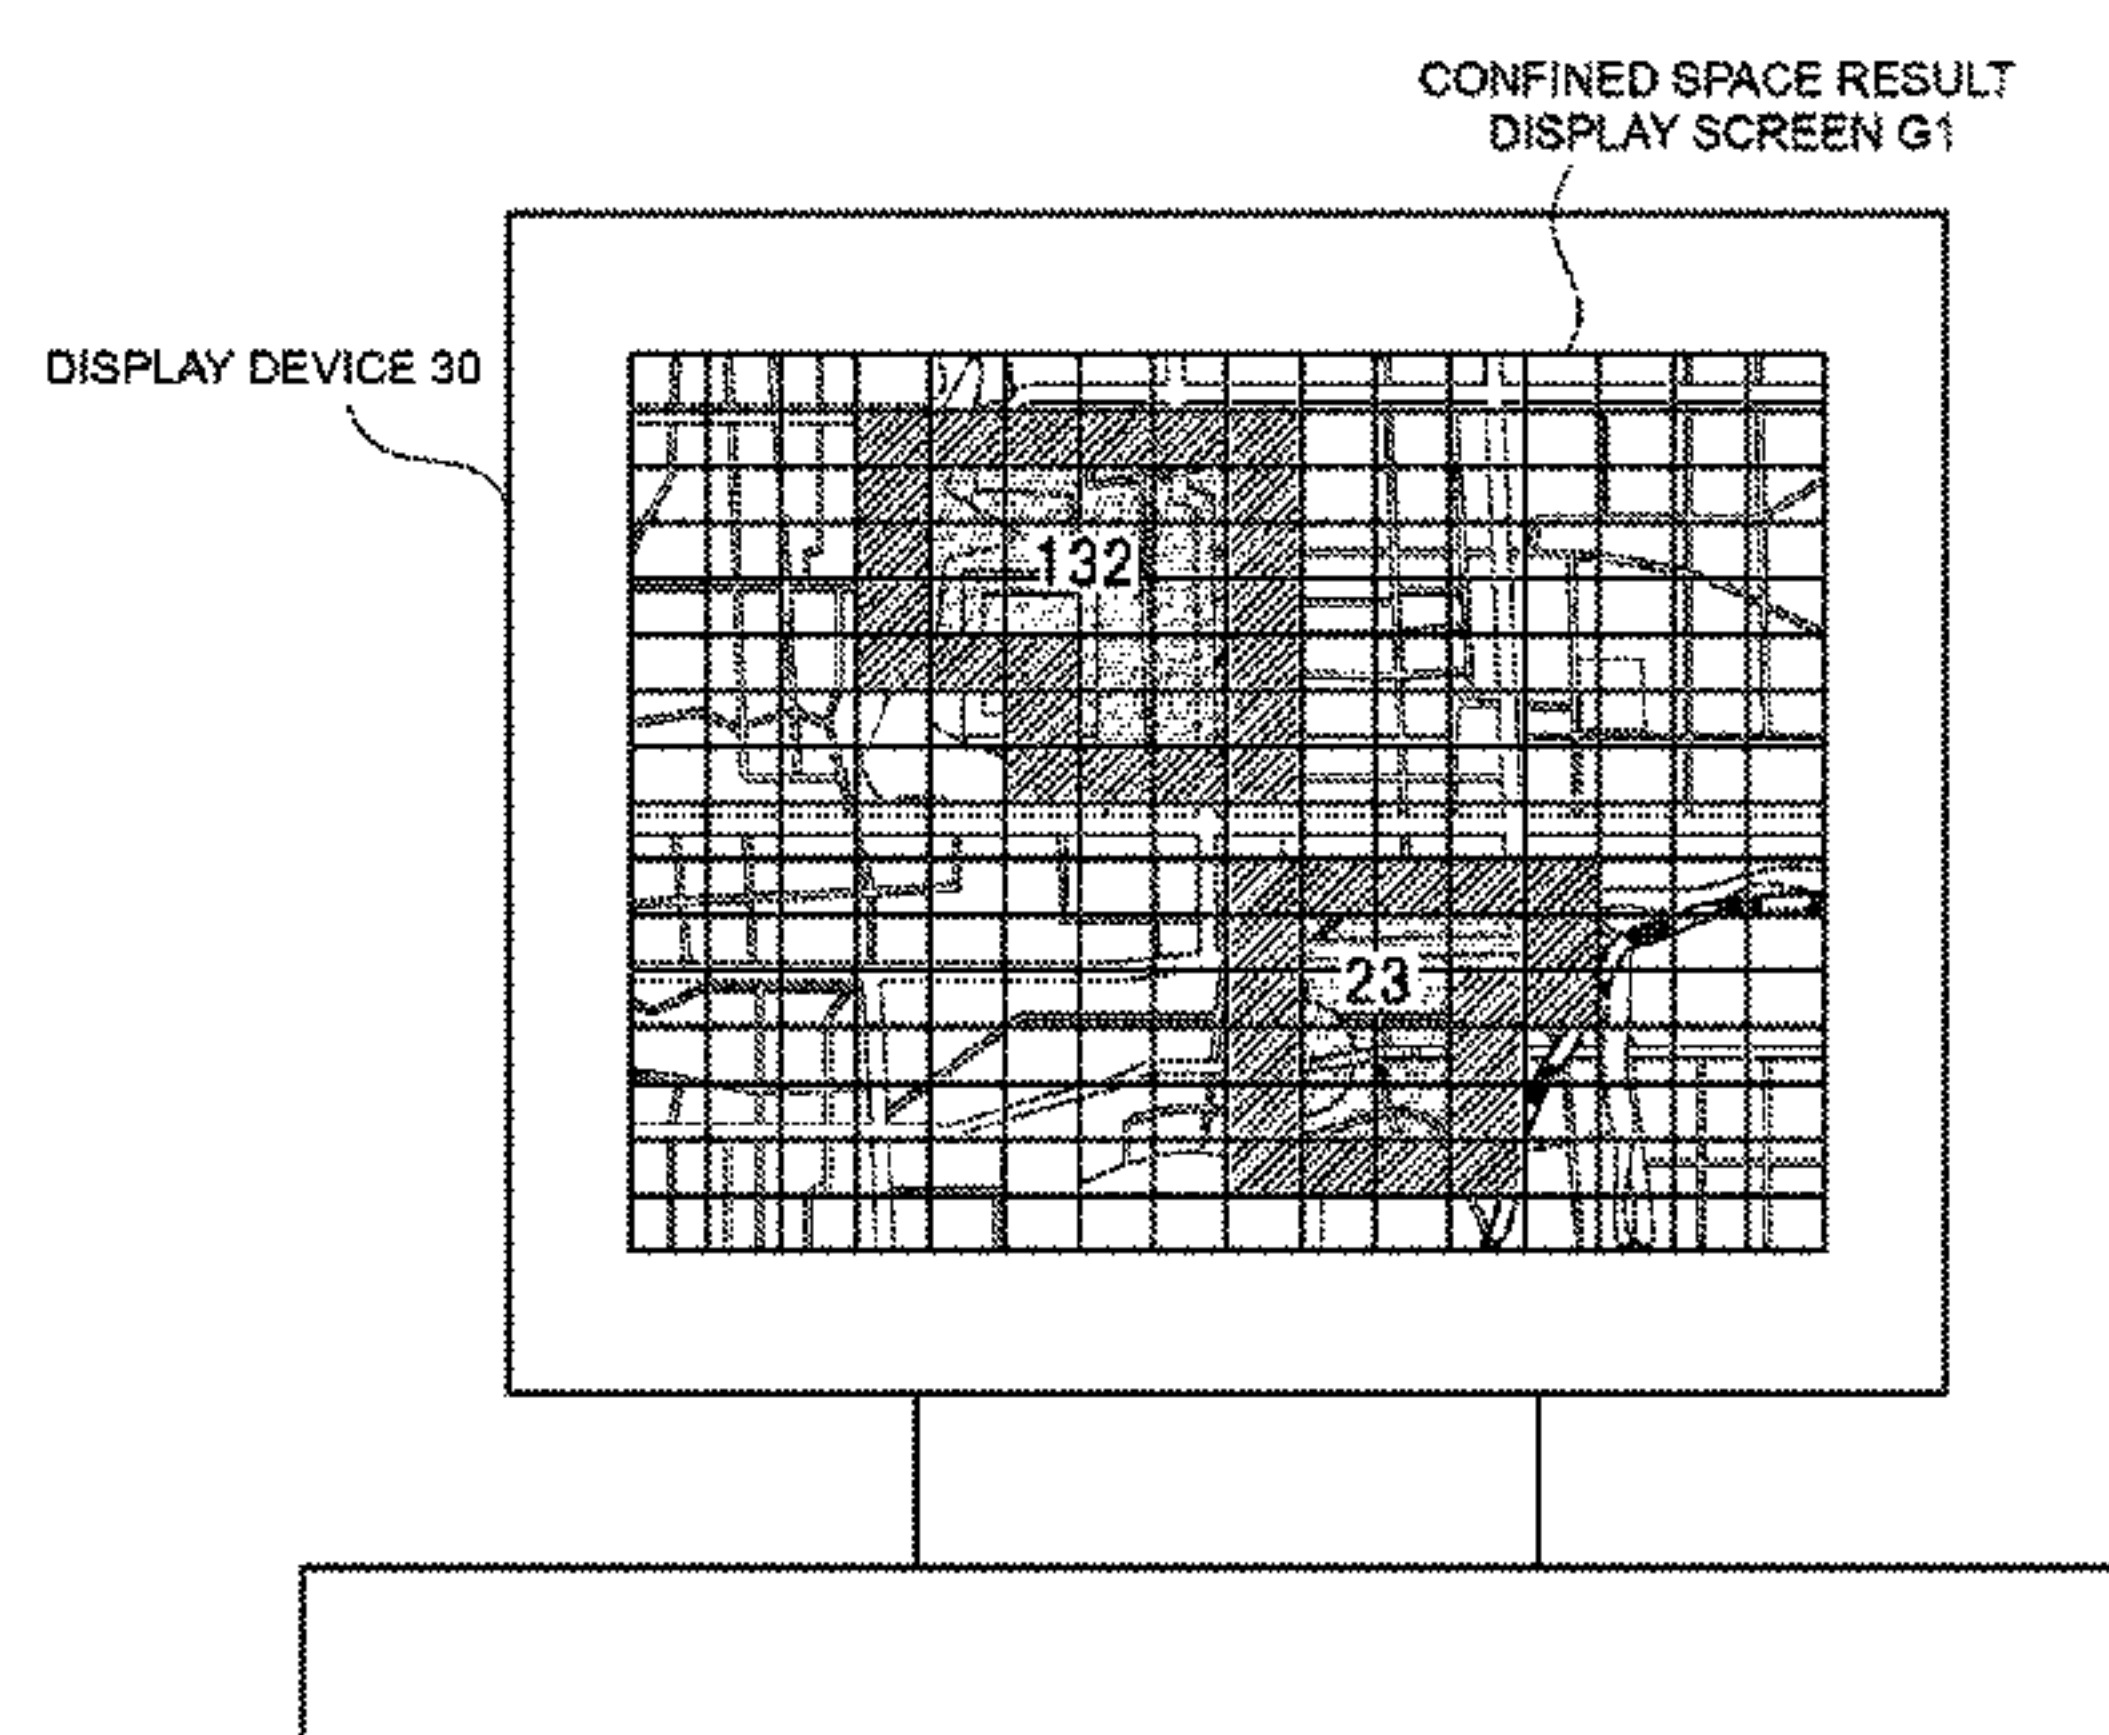 CONFINED SPACE RESULT
DISPLAY SCREEN G1
DISPLAY DEVICE 30
132
23